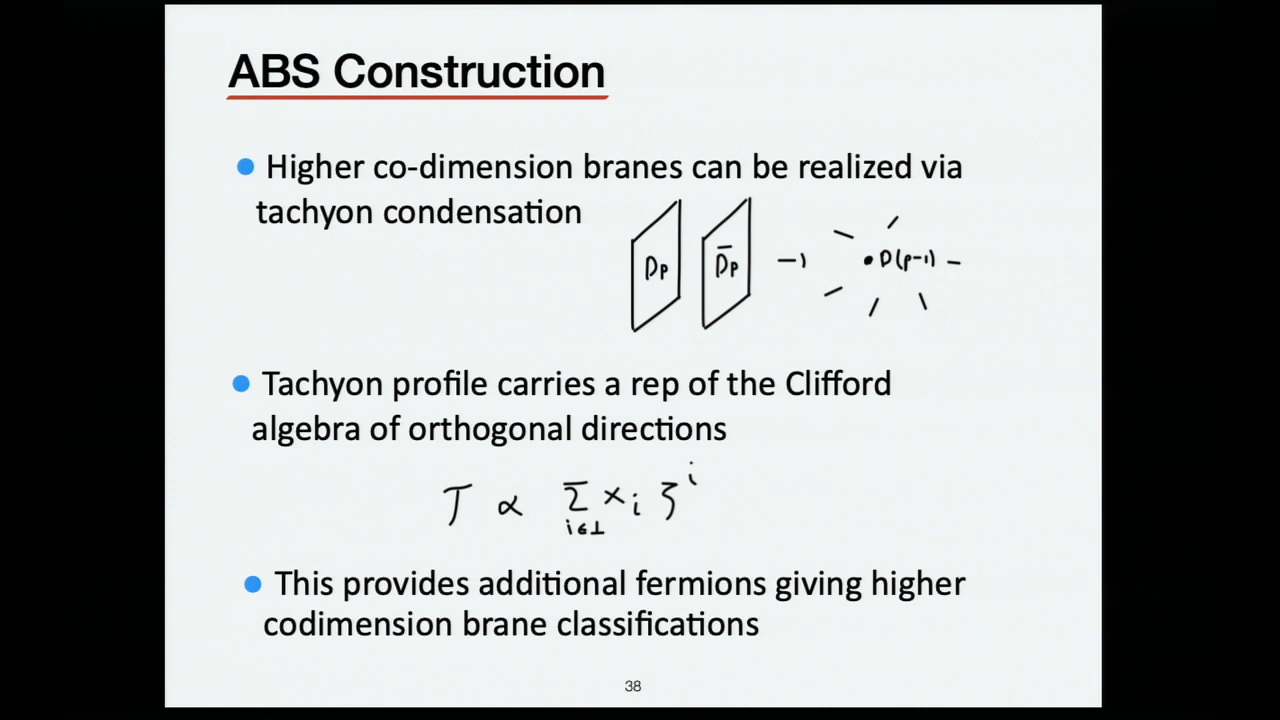 ABS Construction
Higher co-dimension branes can be realized via
tachyon condensation
Dp D̄p → D(p-1)
Tachyon profile carries a rep of the Clifford
algebra of orthogonal directions
T ∝ Σ xᵢ ζⁱ
i∈⊥
This provides additional fermions giving higher
codimension brane classifications
38